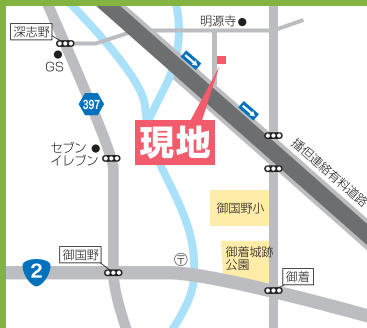 明源寺
深志野
GS
397
現地
セブン
イレブン
播但連絡有料道路
御国野小
御着城跡
公園
御国野
〒
御着
2